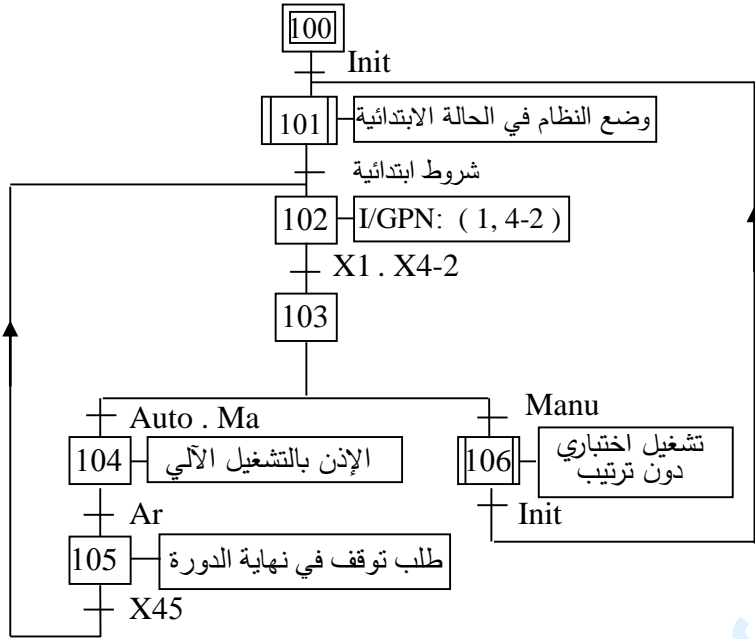 100
Init
101
وضع النظام في الحالة الابتدائية
شروط ابتدائية
102
I/GPN: ( 1, 4-2 )
X1 . X4-2
103
Auto . Ma
Manu
104
الإذن بالتشغيل الآلي
106
تشغيل اختباري
دون ترتيب
Ar
Init
105
طلب توقف في نهاية الدورة
X45